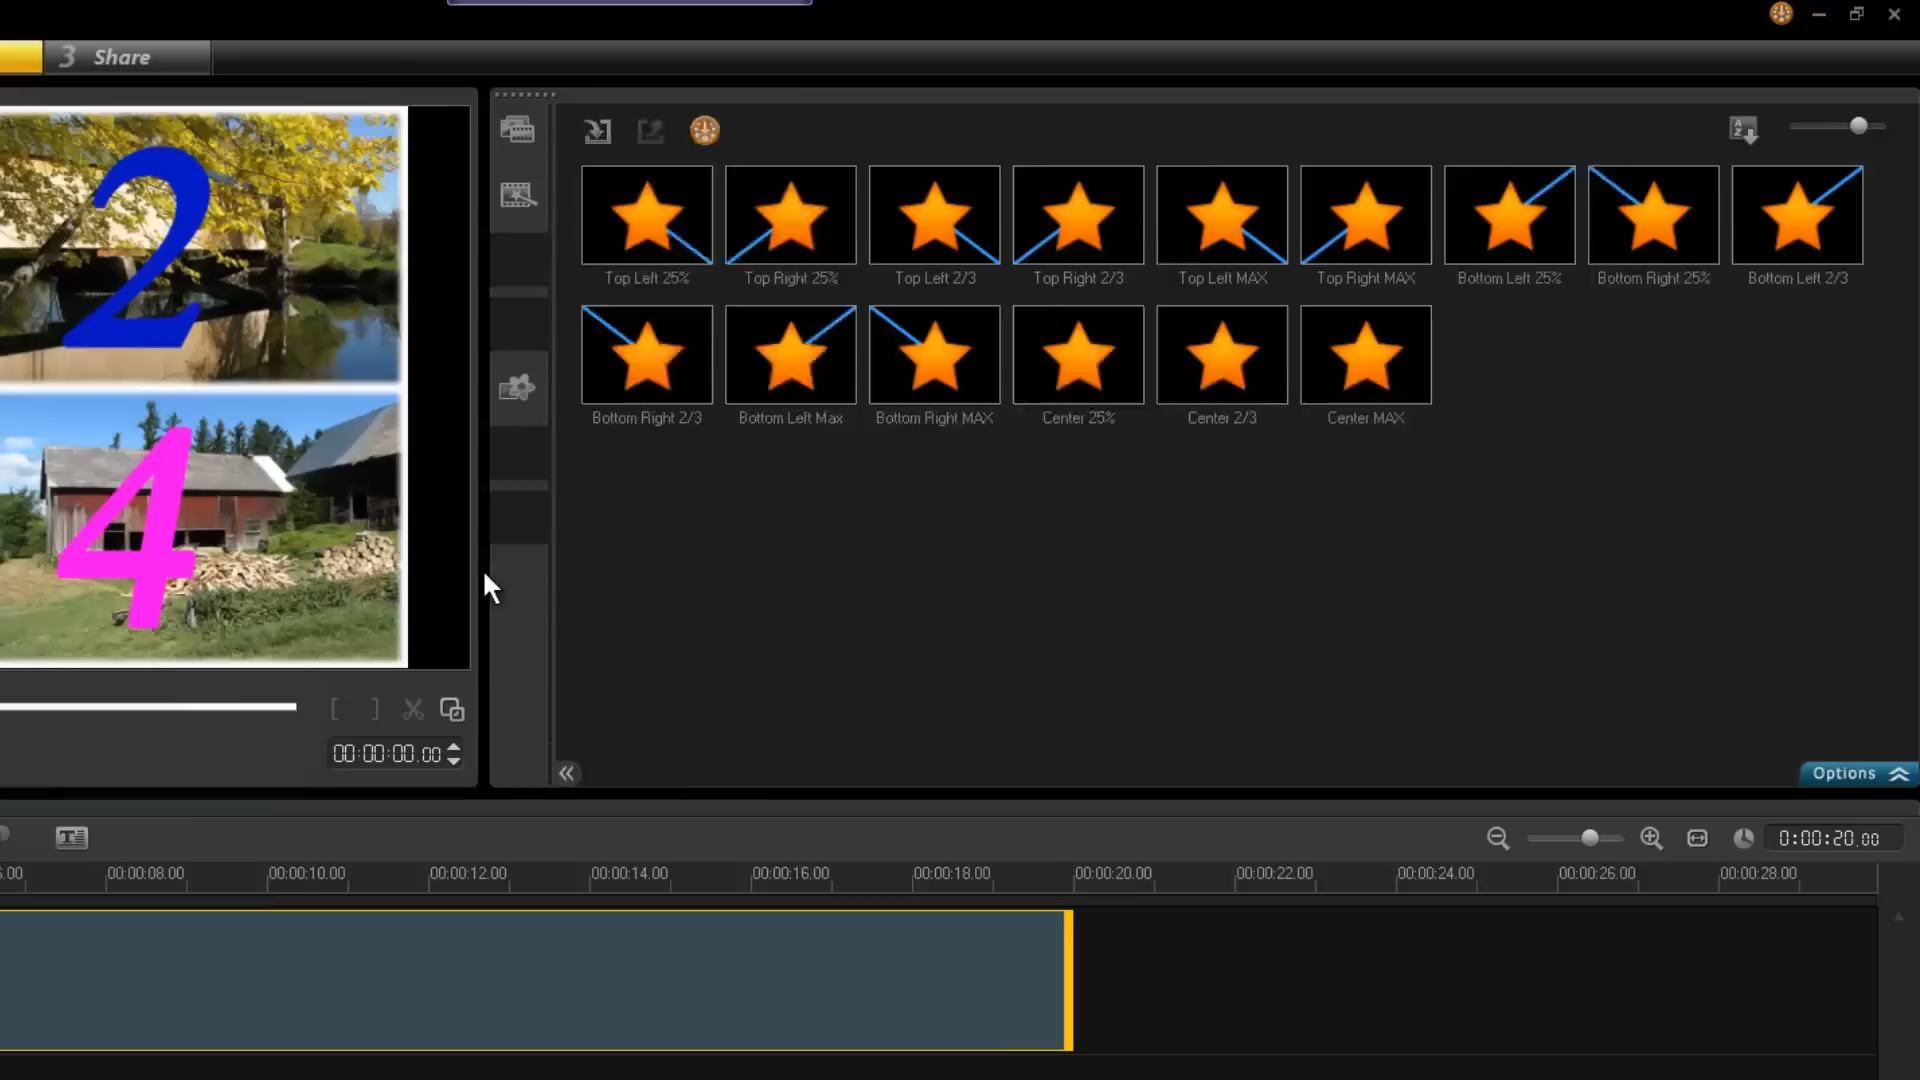 3 Share
2
4
Top Left 25% Top Right 25% Top Left 2/3 Top Right 2/3 Top Left MAX Top Right MAX Bottom Left 25% Bottom Right 25% Bottom Left 2/3
Bottom Right 2/3 Bottom Left Max Bottom Right MAX Center 25% Center 2/3 Center MAX
[ ]
00:00:00.00
Options
0:00:20.00
6.00 00:00:08.00 00:00:10.00 00:00:12.00 00:00:14.00 00:00:16.00 00:00:18.00 00:00:20.00 00:00:22.00 00:00:24.00 00:00:26.00 00:00:28.00